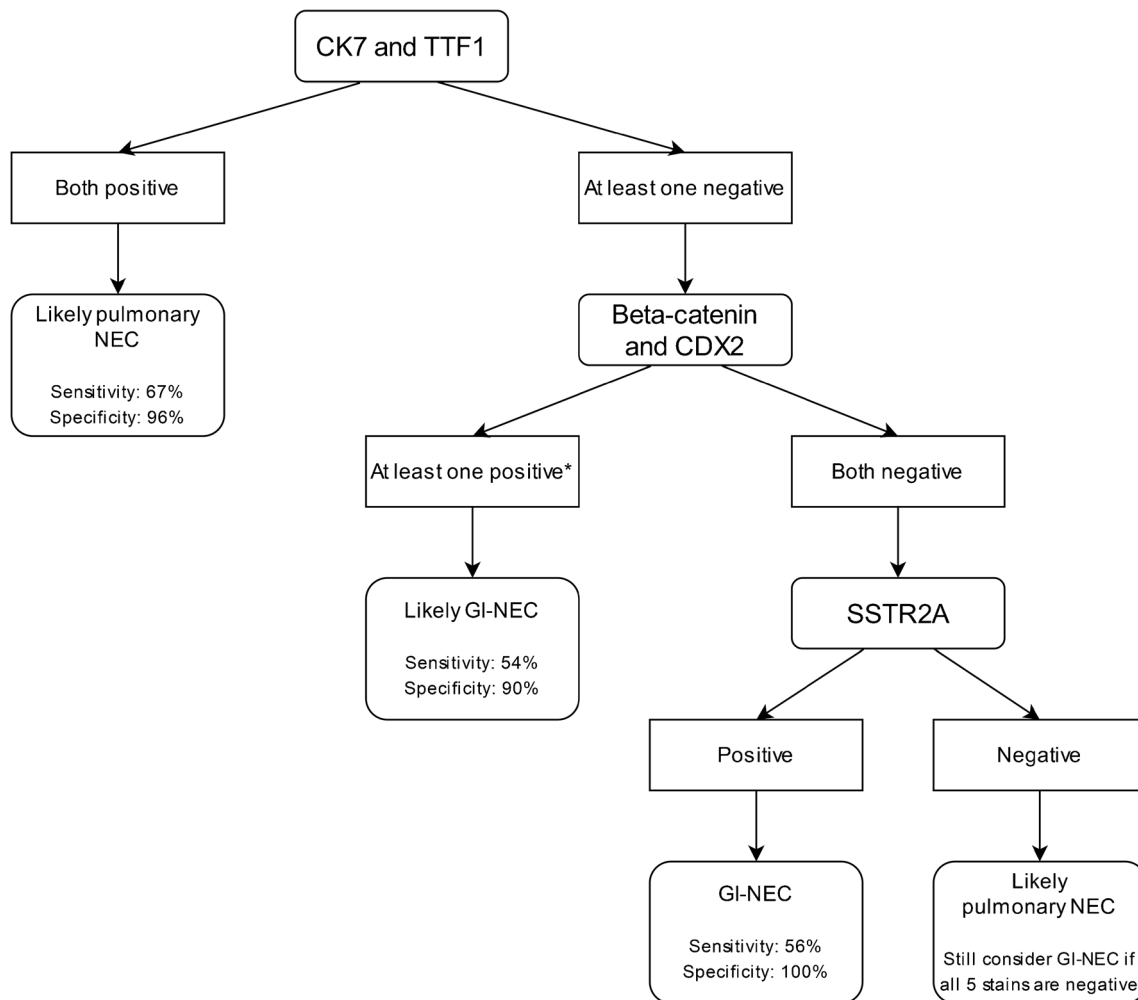 CK7 and TTF1
Both positive
At least one negative
Likely pulmonary
NEC
Sensitivity: 67%
Specificity: 96%
Beta-catenin
and CDX2
At least one positive*
Both negative
Likely GI-NEC
Sensitivity: 54%
Specificity: 90%
SSTR2A
Positive
Negative
GI-NEC
Sensitivity: 56%
Specificity: 100%
Likely
pulmonary NEC
Still consider GI-NEC if
all 5 stains are negative